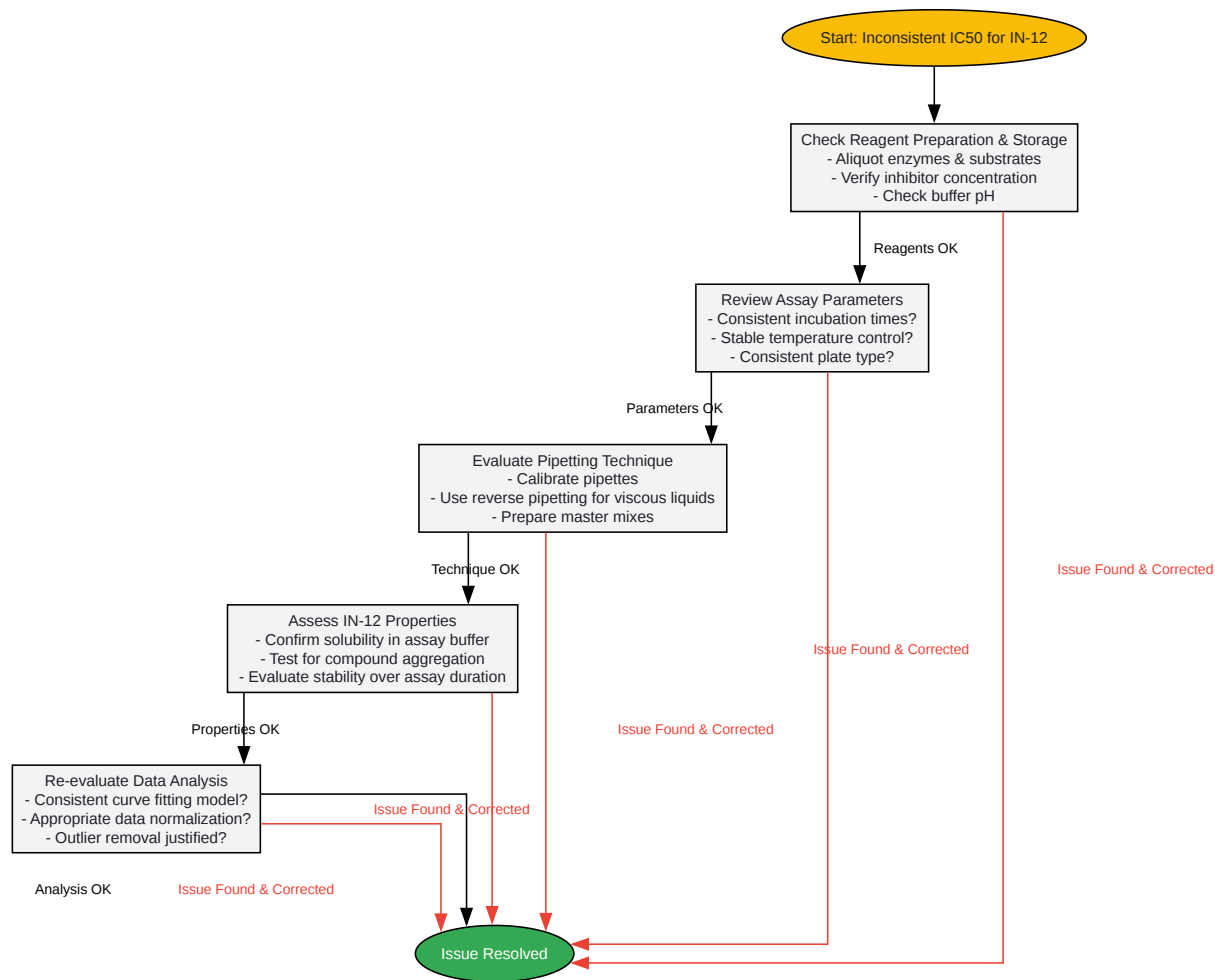 Start: Inconsistent IC50 for IN-12
Check Reagent Preparation & Storage
- Aliquot enzymes & substrates
- Verify inhibitor concentration
- Check buffer pH
Reagents OK
Review Assay Parameters
- Consistent incubation times?
- Stable temperature control?
- Consistent plate type?
Parameters OK
Evaluate Pipetting Technique
- Calibrate pipettes
- Use reverse pipetting for viscous liquids
- Prepare master mixes
Technique OK
Issue Found & Corrected
Assess IN-12 Properties
- Confirm solubility in assay buffer
- Test for compound aggregation
- Evaluate stability over assay duration
Issue Found & Corrected
Properties OK
Issue Found & Corrected
Re-evaluate Data Analysis
- Consistent curve fitting model?
- Appropriate data normalization?
- Outlier removal justified?
Issue Found & Corrected
Analysis OK
Issue Found & Corrected
Issue Resolved